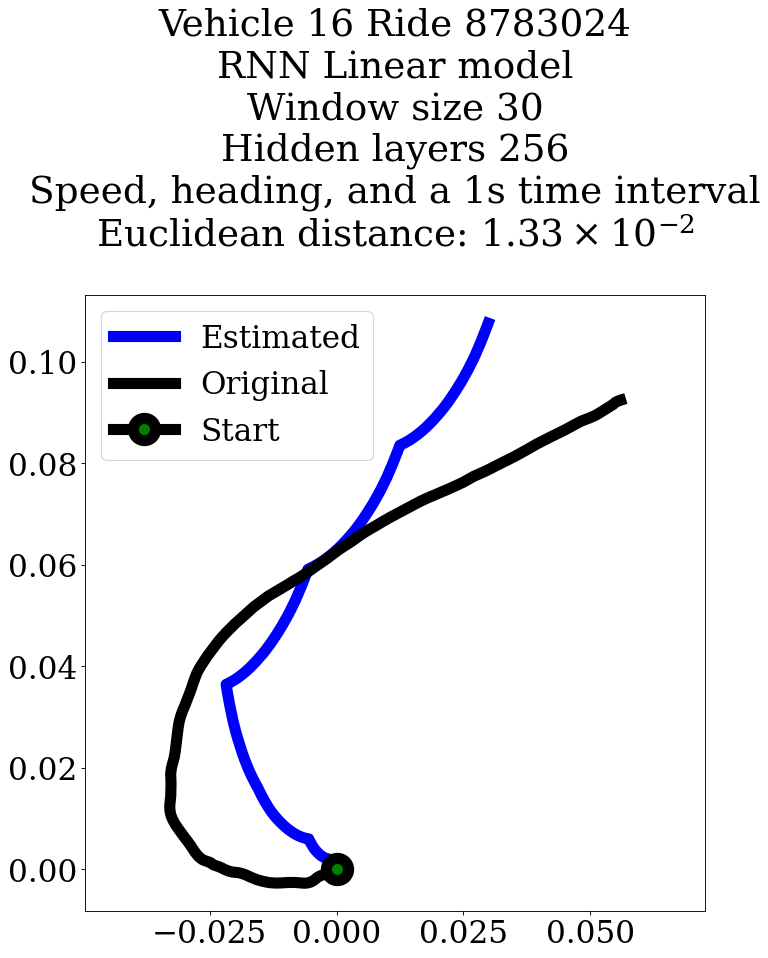 Vehicle 16 Ride 8783024
RNN Linear model
Window size 30
Hidden layers 256
Speed, heading, and a 1s time interval
Euclidean distance: 1.33 × 10⁻²
Estimated
Original
Start
0.10
0.08
0.06
0.04
0.02
0.00
−0.025 0.000 0.025 0.050